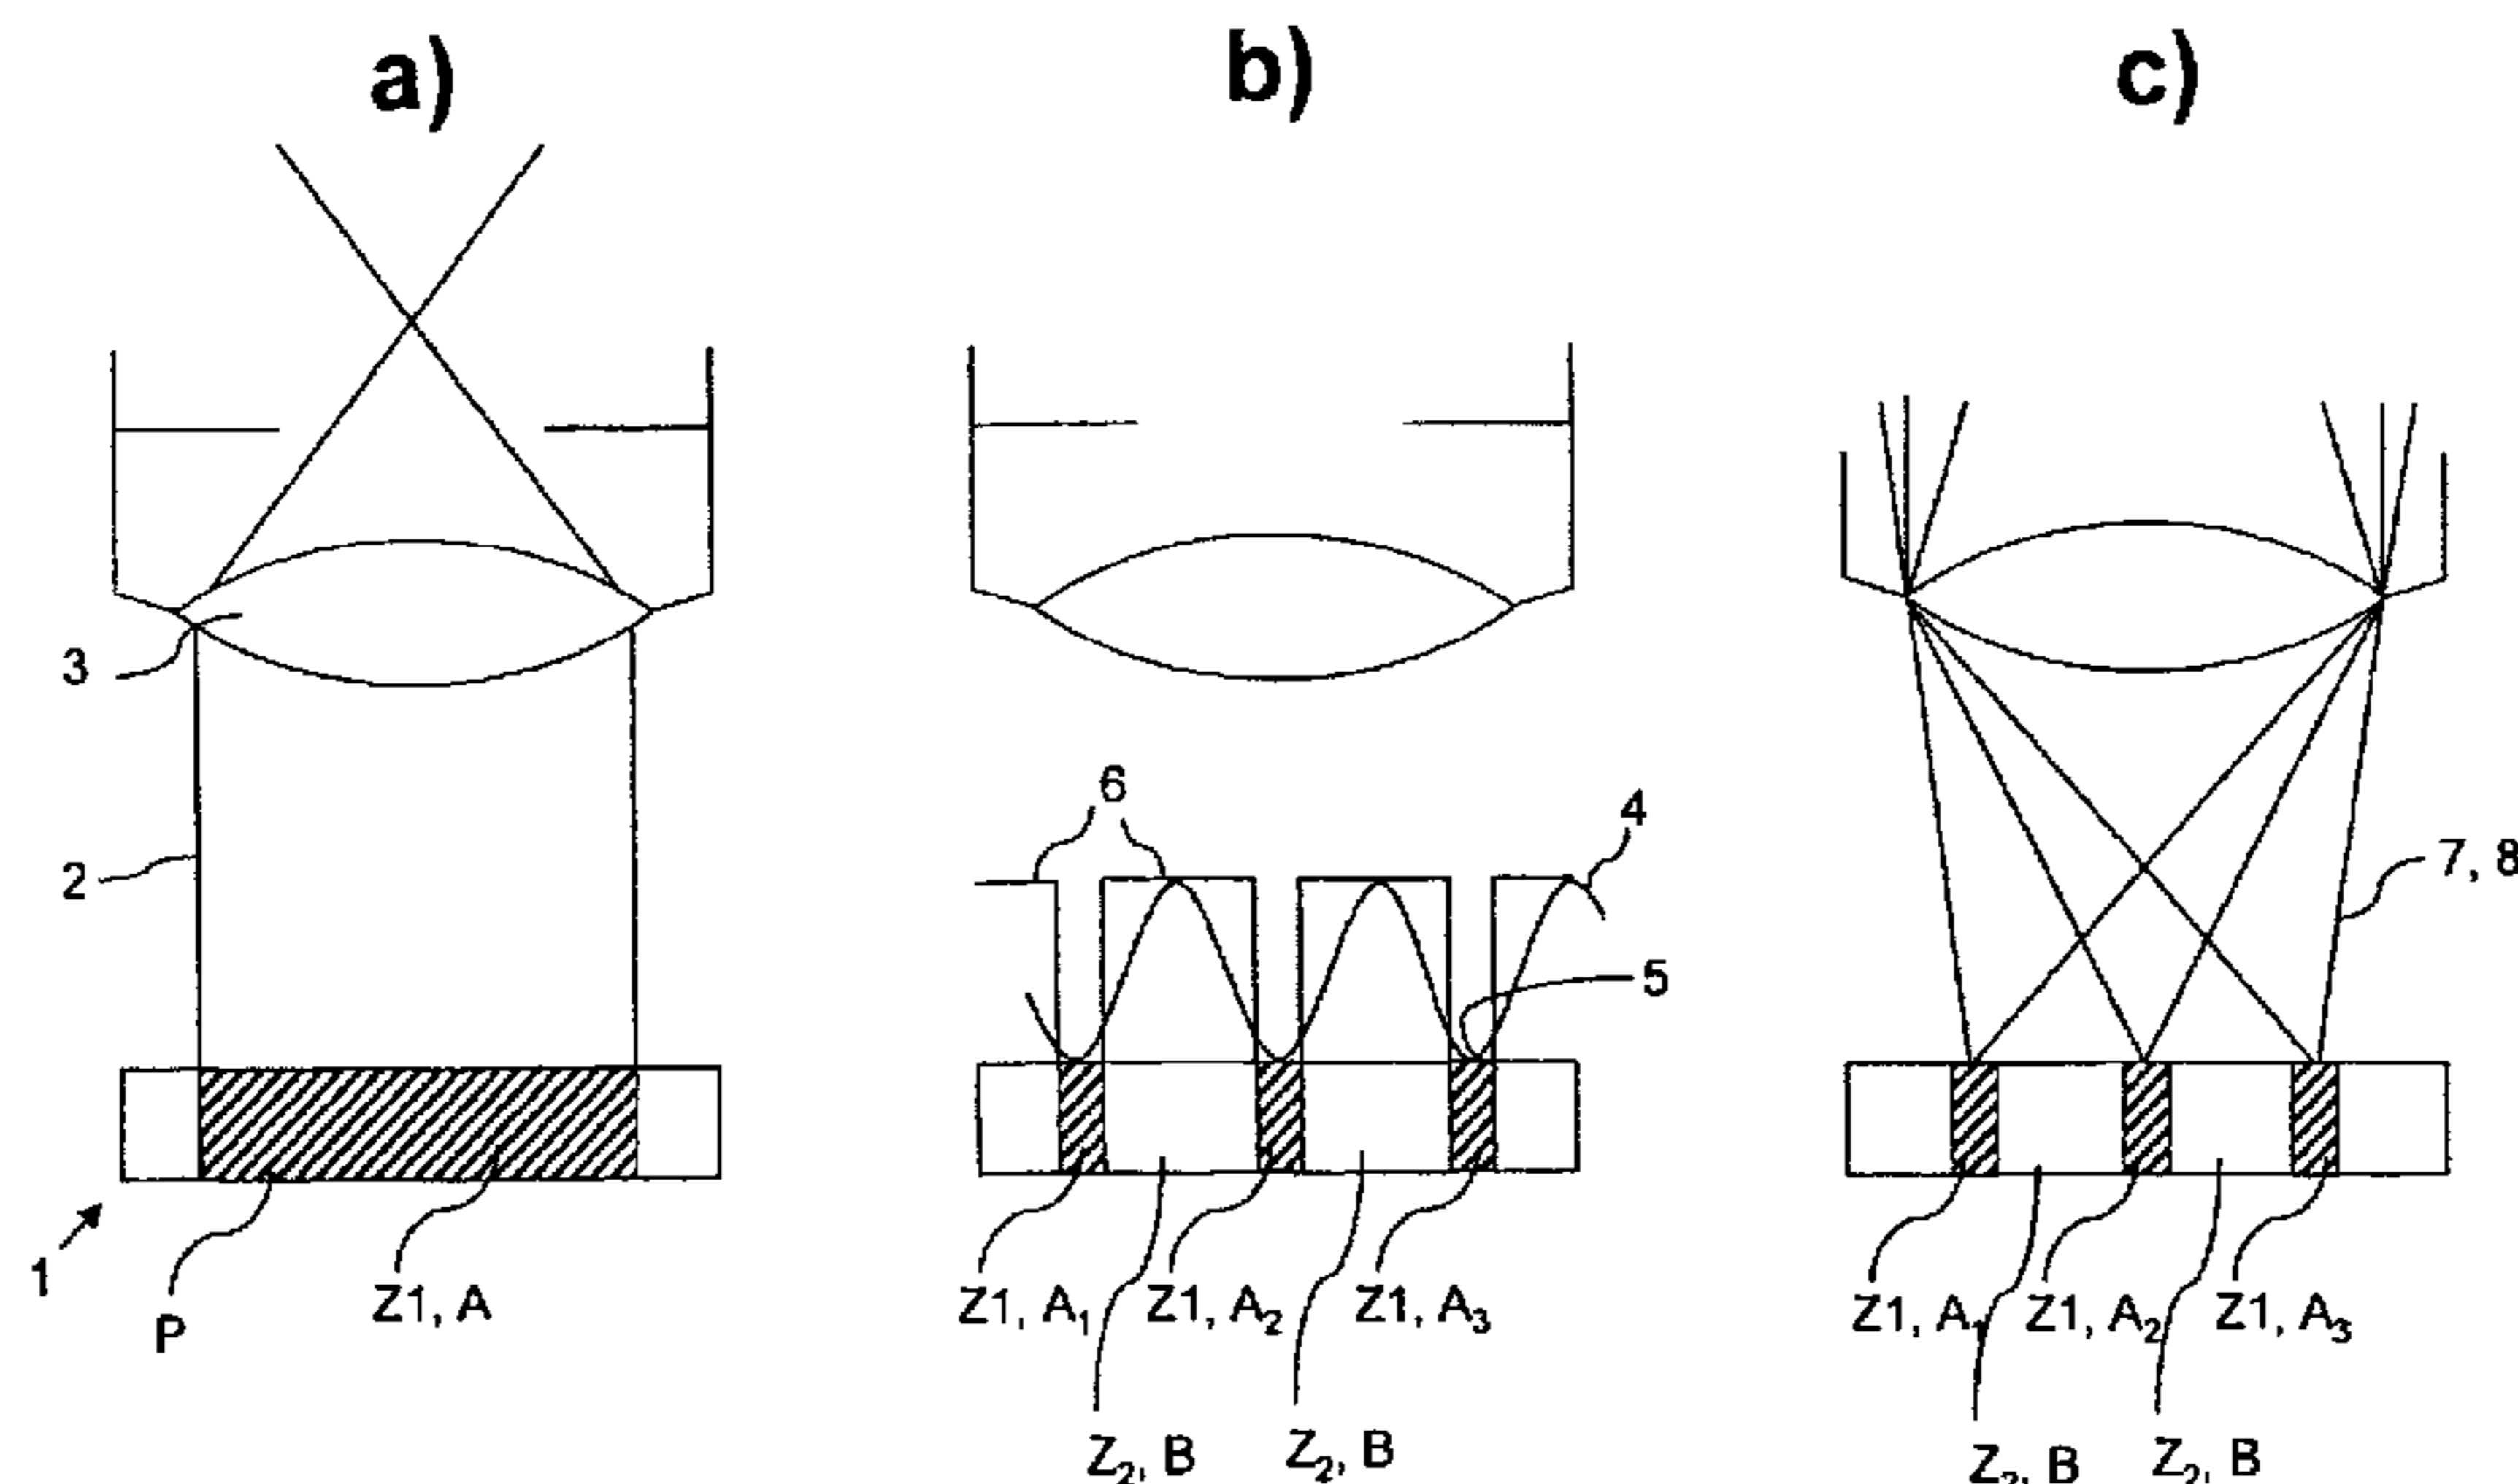 a) b) c)
3
6
4
2
7, 8
5
1
P
Z1, A
Z1, A₁ Z1, A₂ Z1, A₃
Z₂, B Z₂, B
Z1, A₁ Z1, A₂ Z1, A₃
Z₂, B Z₂, B